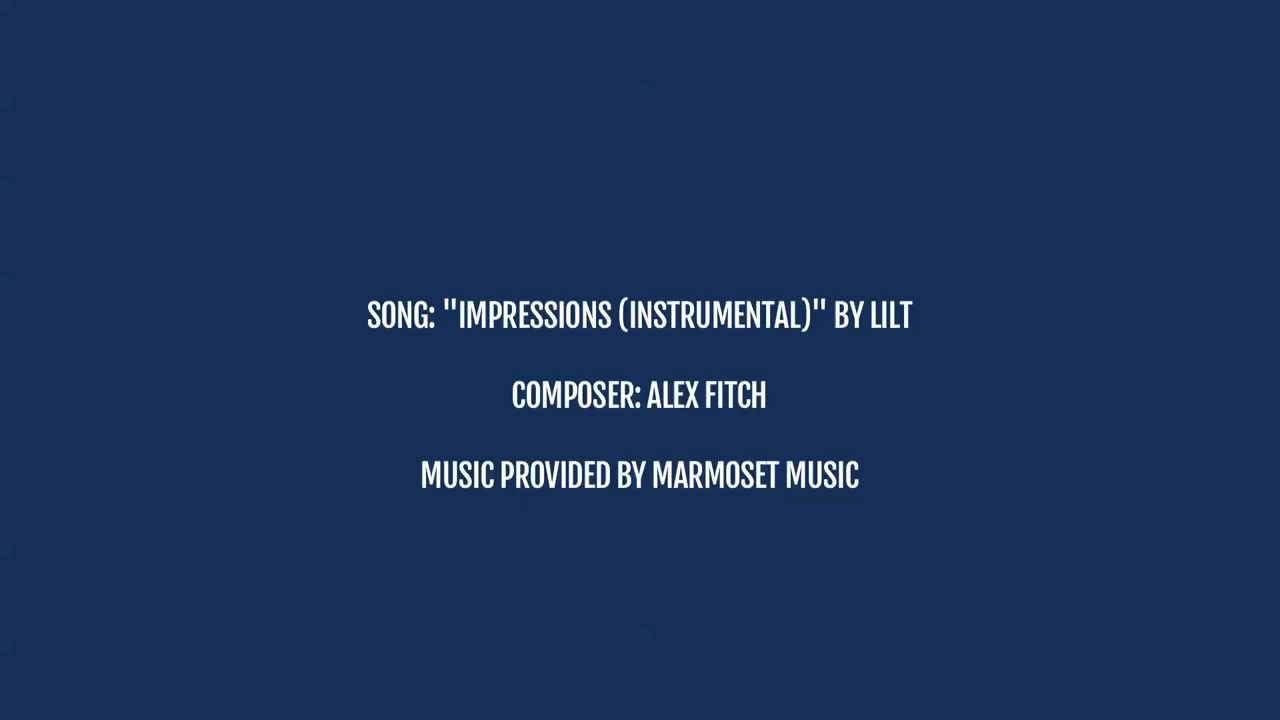 SONG: "IMPRESSIONS (INSTRUMENTAL)" BY LILT
COMPOSER: ALEX FITCH
MUSIC PROVIDED BY MARMOSET MUSIC